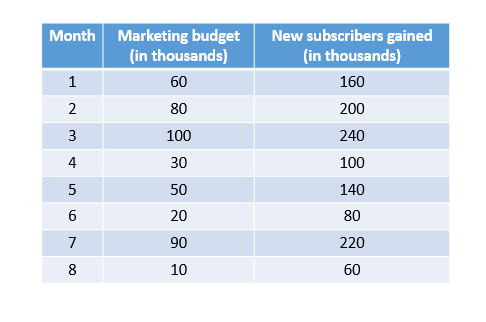 Month Marketing budget New subscribers gained
(in thousands) (in thousands)
1 60 160
2 80 200
3 100 240
4 30 100
5 50 140
6 20 80
7 90 220
8 10 60